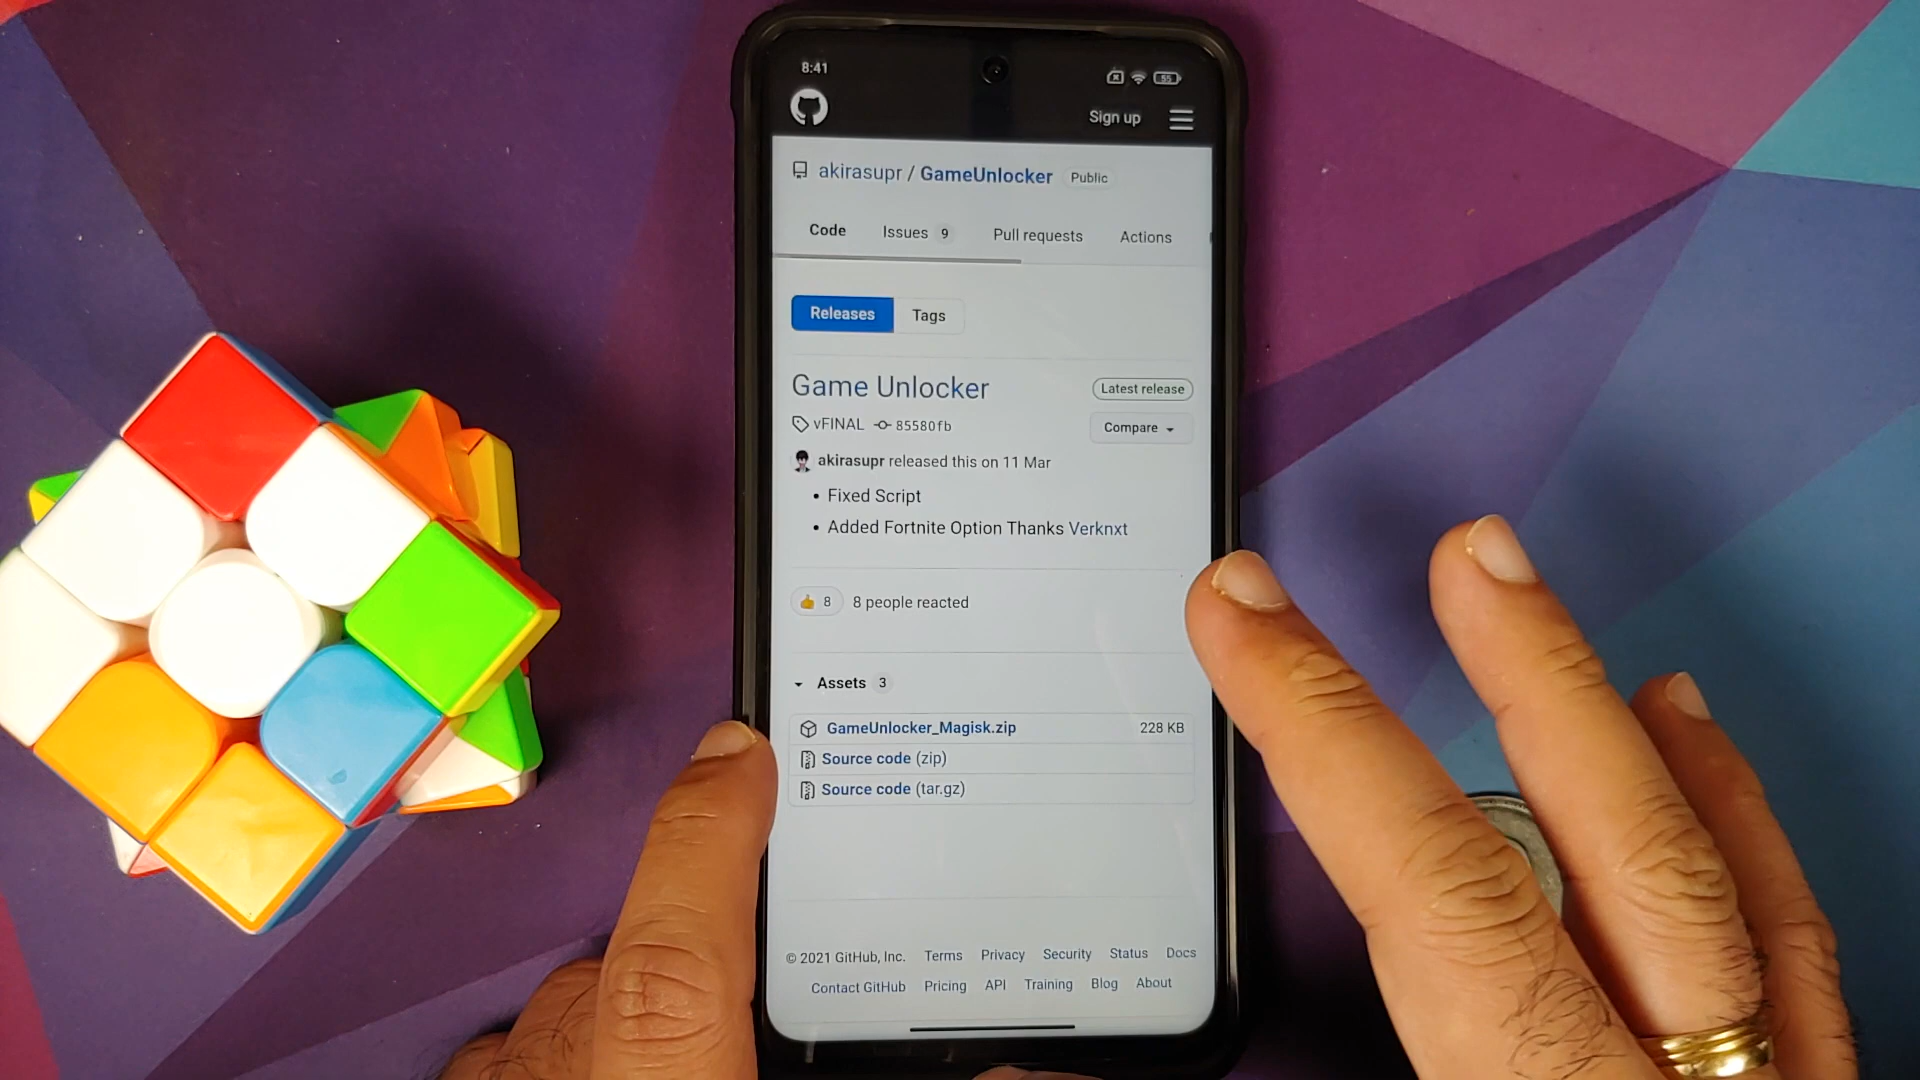 8:41
55
Sign up
akirasupr / GameUnlocker Public
Code Issues 9 Pull requests Actions
Releases Tags
Game Unlocker Latest release
vFINAL 85580fb Compare
akirasupr released this on 11 Mar
• Fixed Script
• Added Fortnite Option Thanks Verknxt
👍 8 8 people reacted
Assets 3
GameUnlocker_Magisk.zip 228 KB
Source code (zip)
Source code (tar.gz)
© 2021 GitHub, Inc. Terms Privacy Security Status Docs
Contact GitHub Pricing API Training Blog About